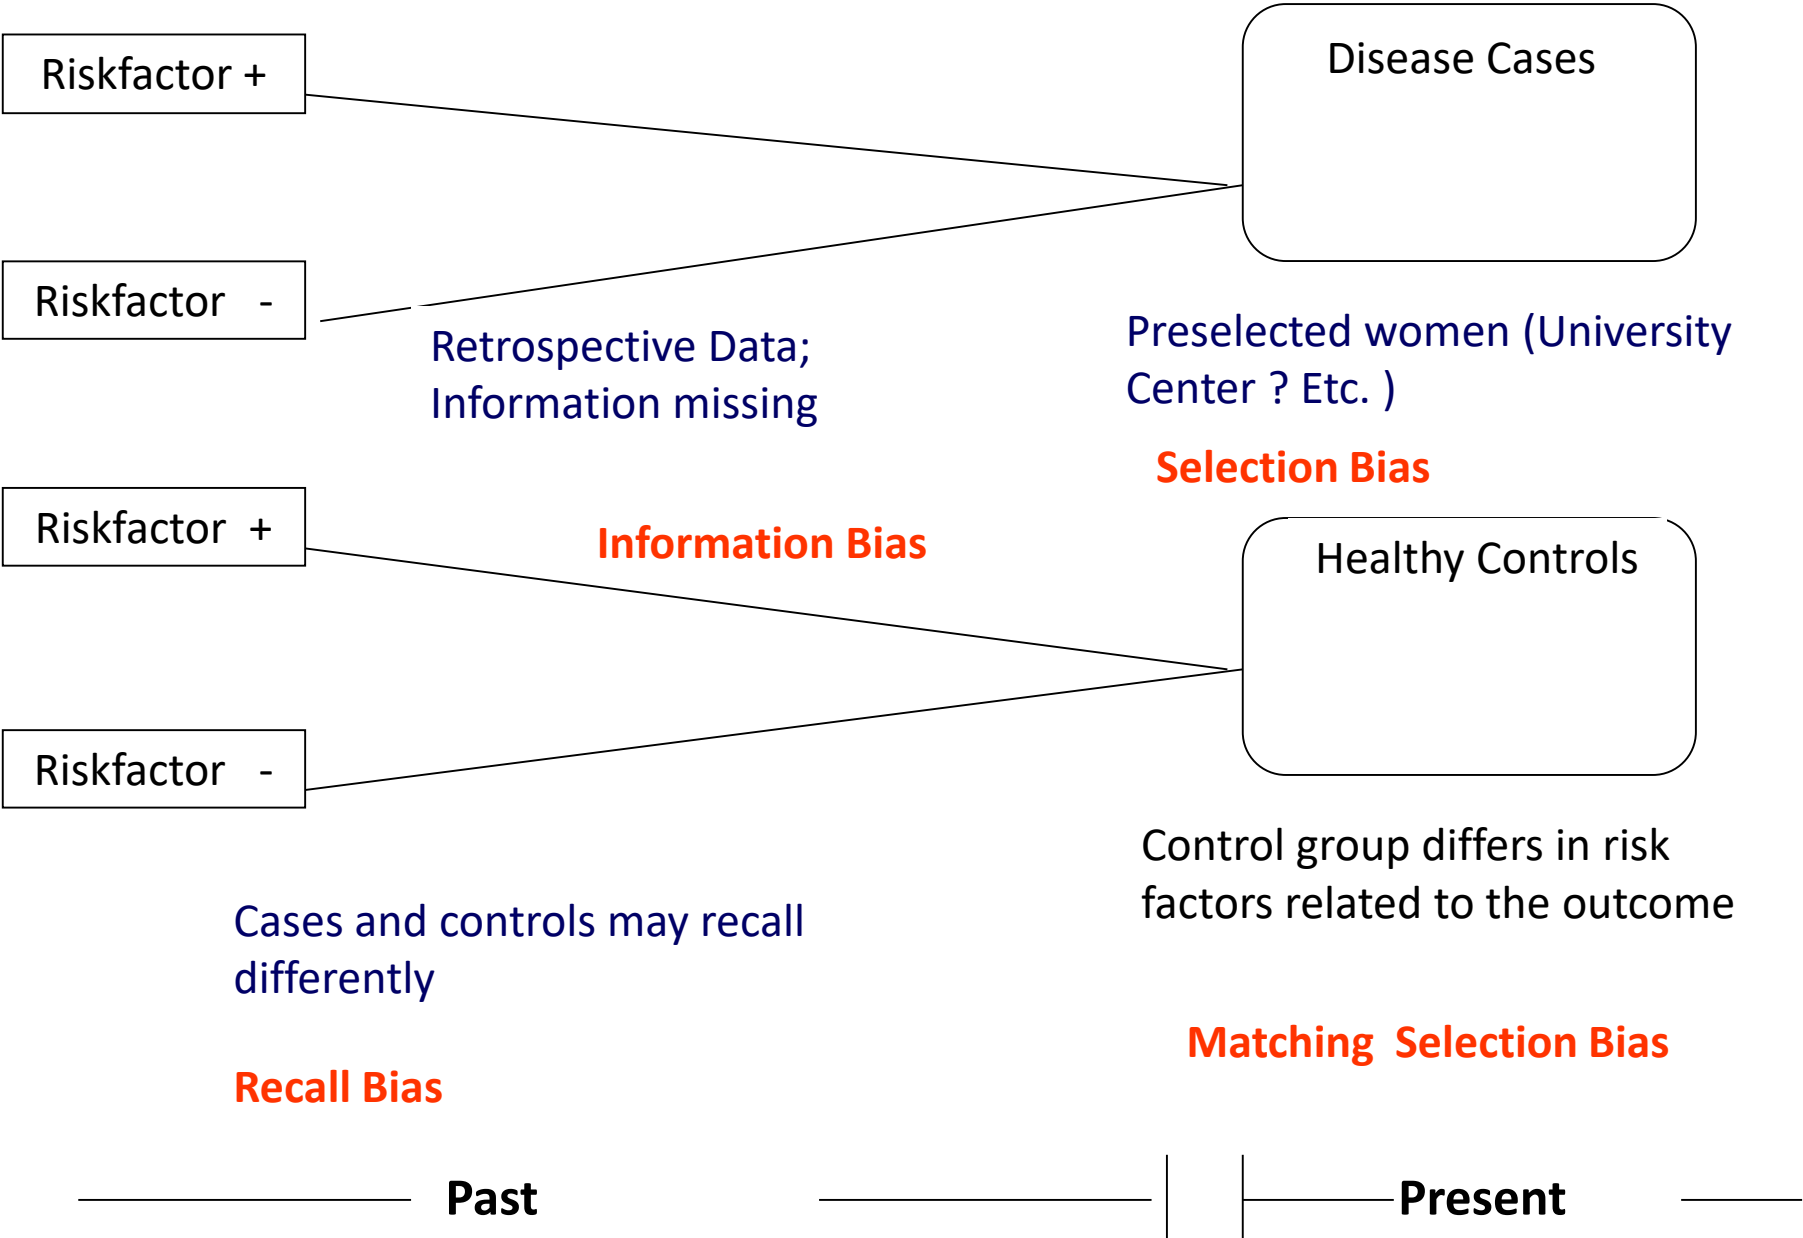 Riskfactor +
Disease Cases
Riskfactor -
Retrospective Data;
Information missing
Preselected women (University
Center ? Etc. )
Selection Bias
Riskfactor +
Information Bias
Healthy Controls
Riskfactor -
Control group differs in risk
factors related to the outcome
Cases and controls may recall
differently
Matching Selection Bias
Recall Bias
Past
Present